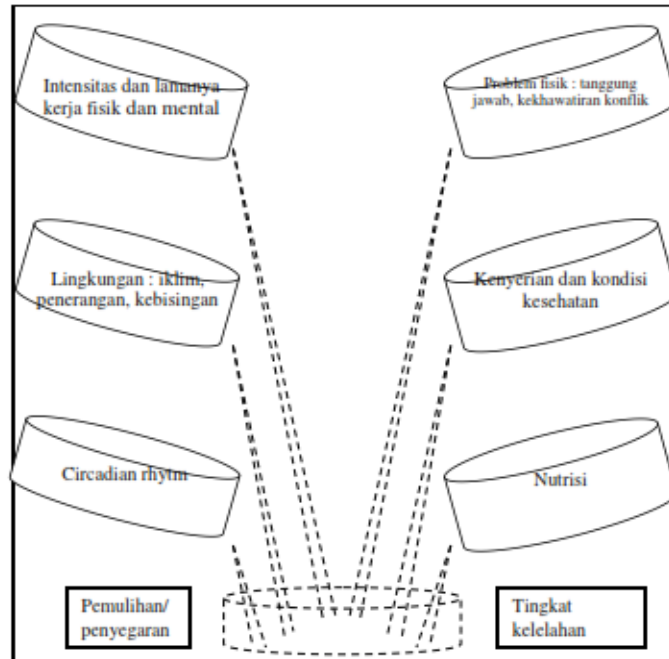 Intensitas dan lamanya
kerja fisik dan mental
Problem fisik : tanggung
jawab, kekhawatiran konflik
Lingkungan : iklim,
penerangan, kebisingan
Kenyerian dan kondisi
kesehatan
Circadian rhytm
Nutrisi
Pemulihan/
penyegaran
Tingkat
kelelahan